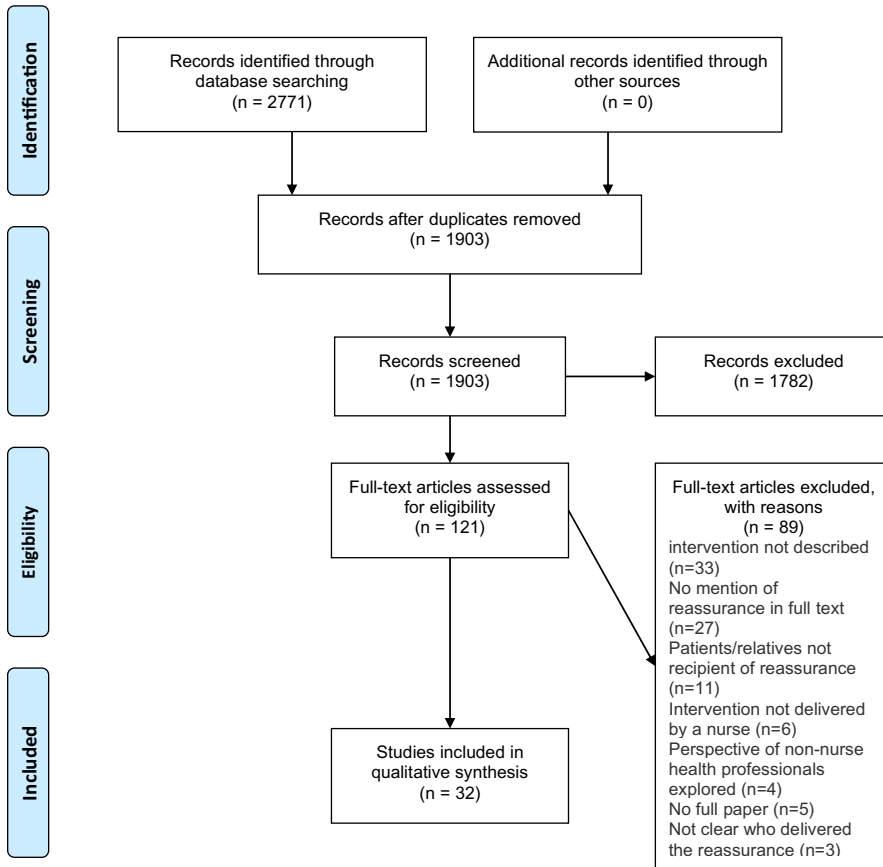 Identification
Records identified through
database searching
(n = 2771)
Additional records identified through
other sources
(n = 0)
Records after duplicates removed
(n = 1903)
Screening
Records screened
(n = 1903)
Records excluded
(n = 1782)
Eligibility
Full-text articles assessed
for eligibility
(n = 121)
Full-text articles excluded,
with reasons
(n = 89)
intervention not described
(n=33)
No mention of
reassurance in full text
(n=27)
Patients/relatives not
recipient of reassurance
(n=11)
Intervention not delivered
by a nurse (n=6)
Perspective of non-nurse
health professionals
explored (n=4)
No full paper (n=5)
Not clear who delivered
the reassurance (n=3)
Included
Studies included in
qualitative synthesis
(n = 32)